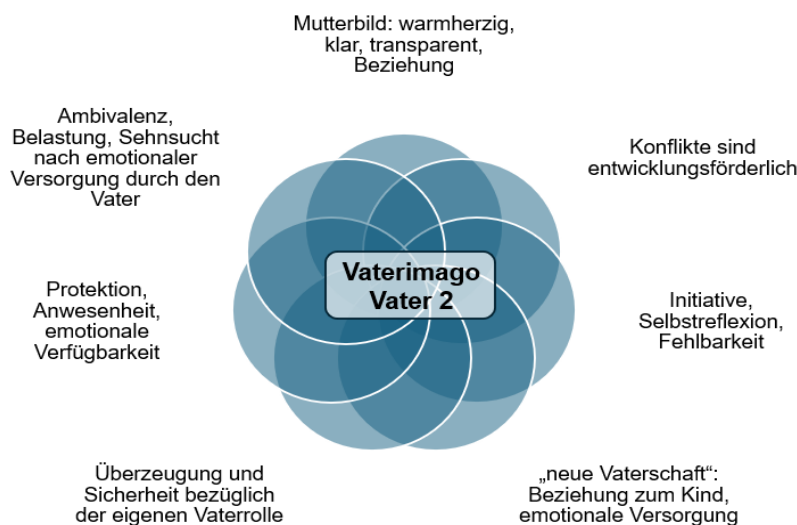 Mutterbild: warmherzig,
klar, transparent,
Beziehung
Konflikte sind
entwicklungsförderlich
Initiative,
Selbstreflexion,
Fehlbarkeit
„neue Vaterschaft“:
Beziehung zum Kind,
emotionale Versorgung
Überzeugung und
Sicherheit bezüglich
der eigenen Vaterrolle
Protektion,
Anwesenheit,
emotionale
Verfügbarkeit
Ambivalenz,
Belastung, Sehnsucht
nach emotionaler
Versorgung durch den
Vater
Vaterimago
Vater 2